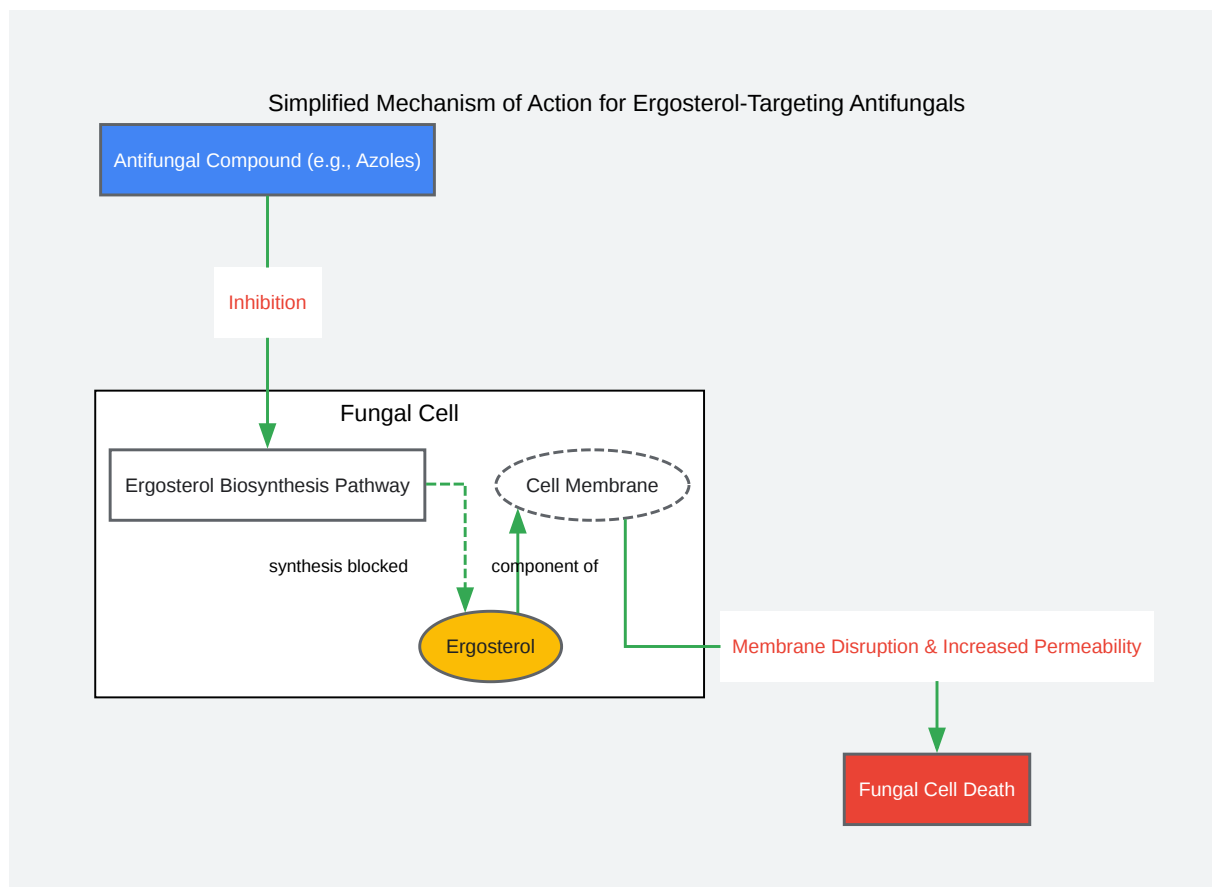 Simplified Mechanism of Action for Ergosterol-Targeting Antifungals
Antifungal Compound (e.g., Azoles)
Inhibition
Fungal Cell
Ergosterol Biosynthesis Pathway
Cell Membrane
synthesis blocked
component of
Ergosterol
Membrane Disruption & Increased Permeability
Fungal Cell Death